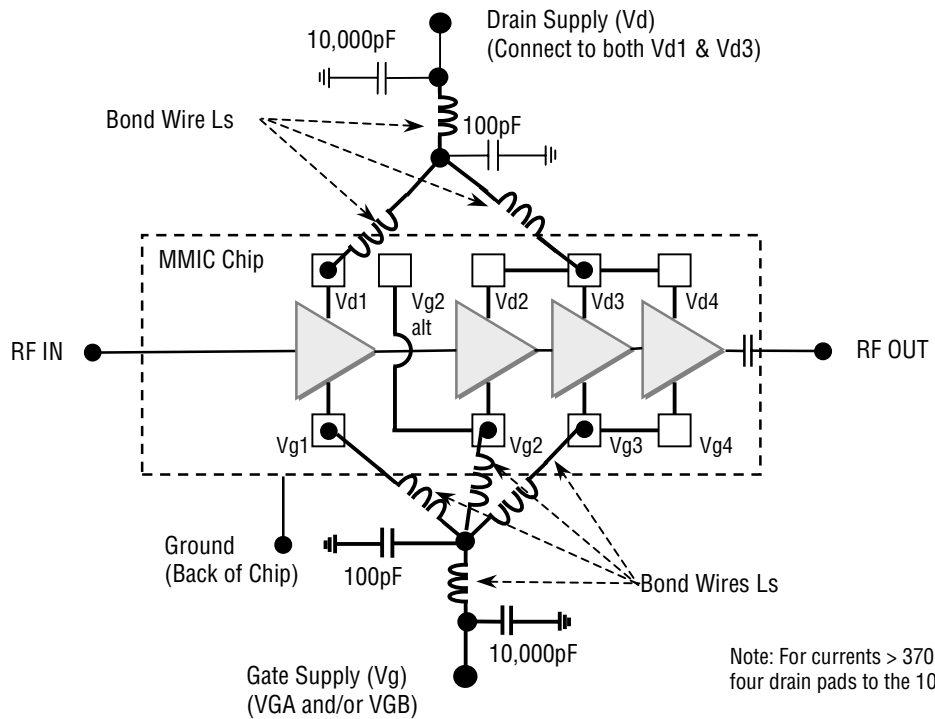 Drain Supply (Vd)
(Connect to both Vd1 & Vd3)
10,000pF
Bond Wire Ls
100pF
MMIC Chip
Vd1
Vg2
alt
Vd2
Vd3
Vd4
RF IN
RF OUT
Vg1
Vg2
Vg3
Vg4
Ground
(Back of Chip)
100pF
Bond Wires Ls
10,000pF
Gate Supply (Vg)
(VGA and/or VGB)
Note: For currents > 370
four drain pads to the 10